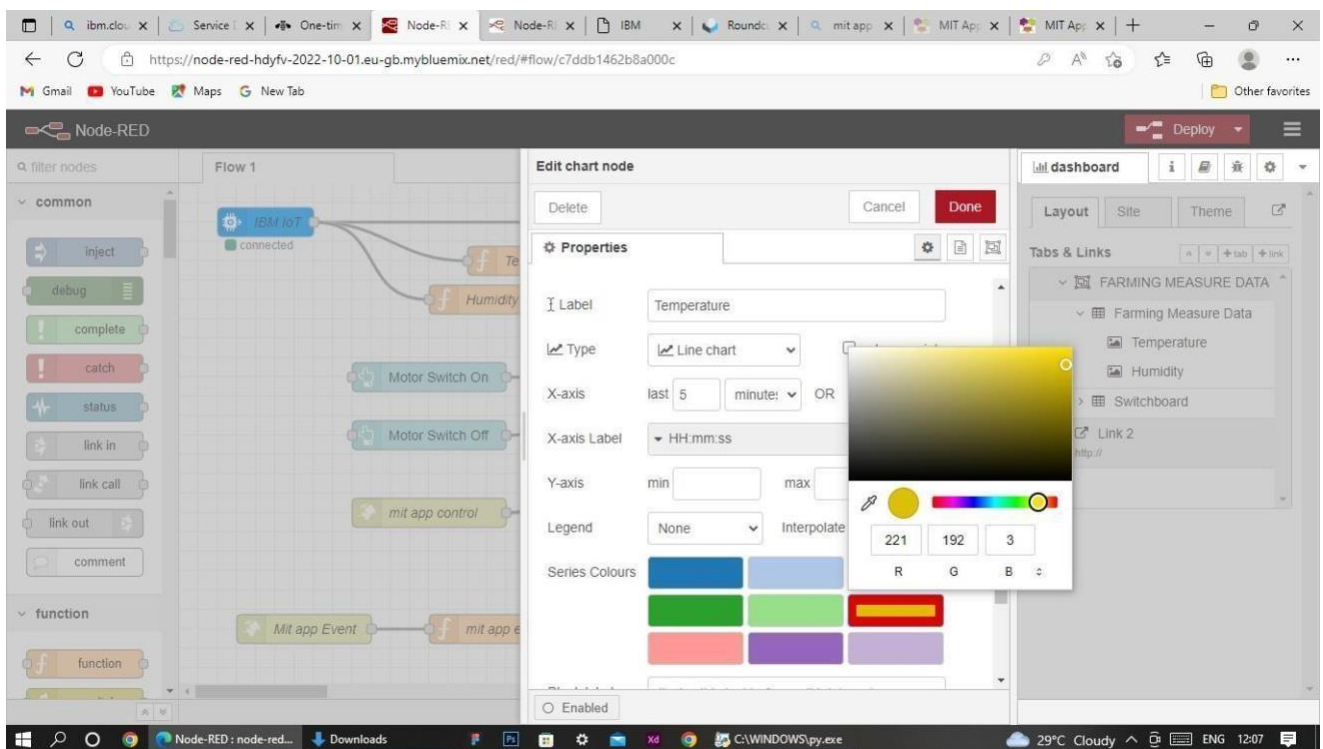 ibm.clou
Service
One-tim
Node-R
Node-R
IBM
Roundc
mit app
MIT App
MIT App
https://node-red-hdyfv-2022-10-01.eu-gb.mybluemix.net/red/#flow/c7ddb1462b8a000c
Gmail YouTube Maps New Tab
Other favorites
Node-RED
Deploy
filter nodes
common
inject
debug
complete
catch
status
link in
link call
link out
comment
function
function
Flow 1
IBM IoT
connected
Te
Humidity
Motor Switch On
Motor Switch Off
mit app control
Mit app Event
mit app e
Edit chart node
Delete
Cancel
Done
Properties
Label Temperature
Type Line chart
X-axis last 5 minutes OR
X-axis Label HH:mm:ss
Y-axis min max
Legend None Interpolate
Series Colours
221 192 3
R G B
Enabled
dashboard
i
Layout Site Theme
Tabs & Links
+ tab + link
FARMING MEASURE DATA
Farming Measure Data
Temperature
Humidity
Switchboard
Link 2
http://
Node-RED : node-red...
Downloads
Ps
Xd
C:\WINDOWS\py.exe
29°C Cloudy
ENG
12:07